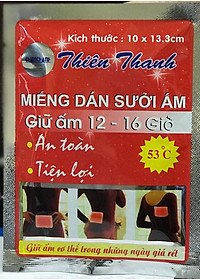 Kích thước : 10 x 13.3cm
Thiên Thanh
MIẾNG DÁN SƯỞI ẤM
Giữ ấm 12 - 16 Giờ
• An toàn
53°C
• Tiện lợi
Giữ ấm cơ thể trong những ngày giá rét